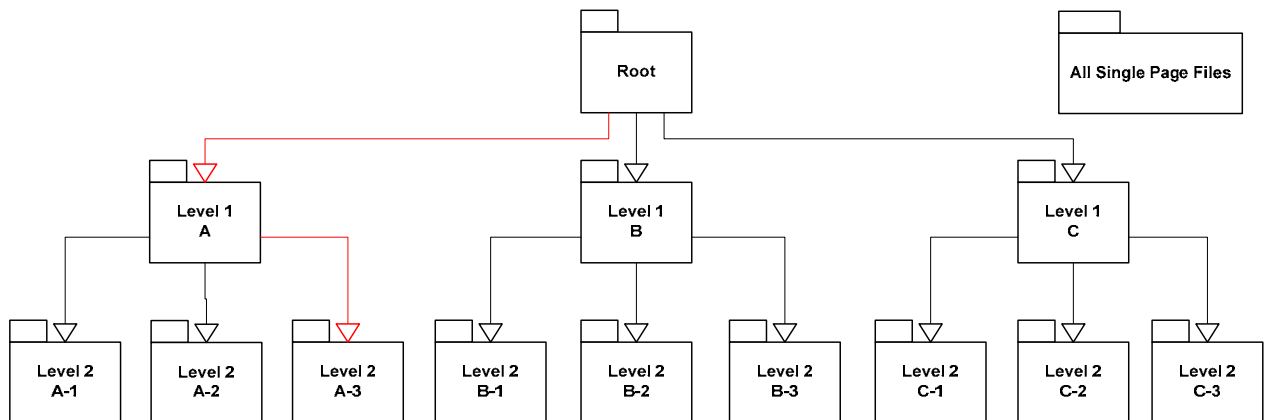 Root
All Single Page Files
Level 1
A
Level 1
B
Level 1
C
Level 2
A-1
Level 2
A-2
Level 2
A-3
Level 2
B-1
Level 2
B-2
Level 2
B-3
Level 2
C-1
Level 2
C-2
Level 2
C-3